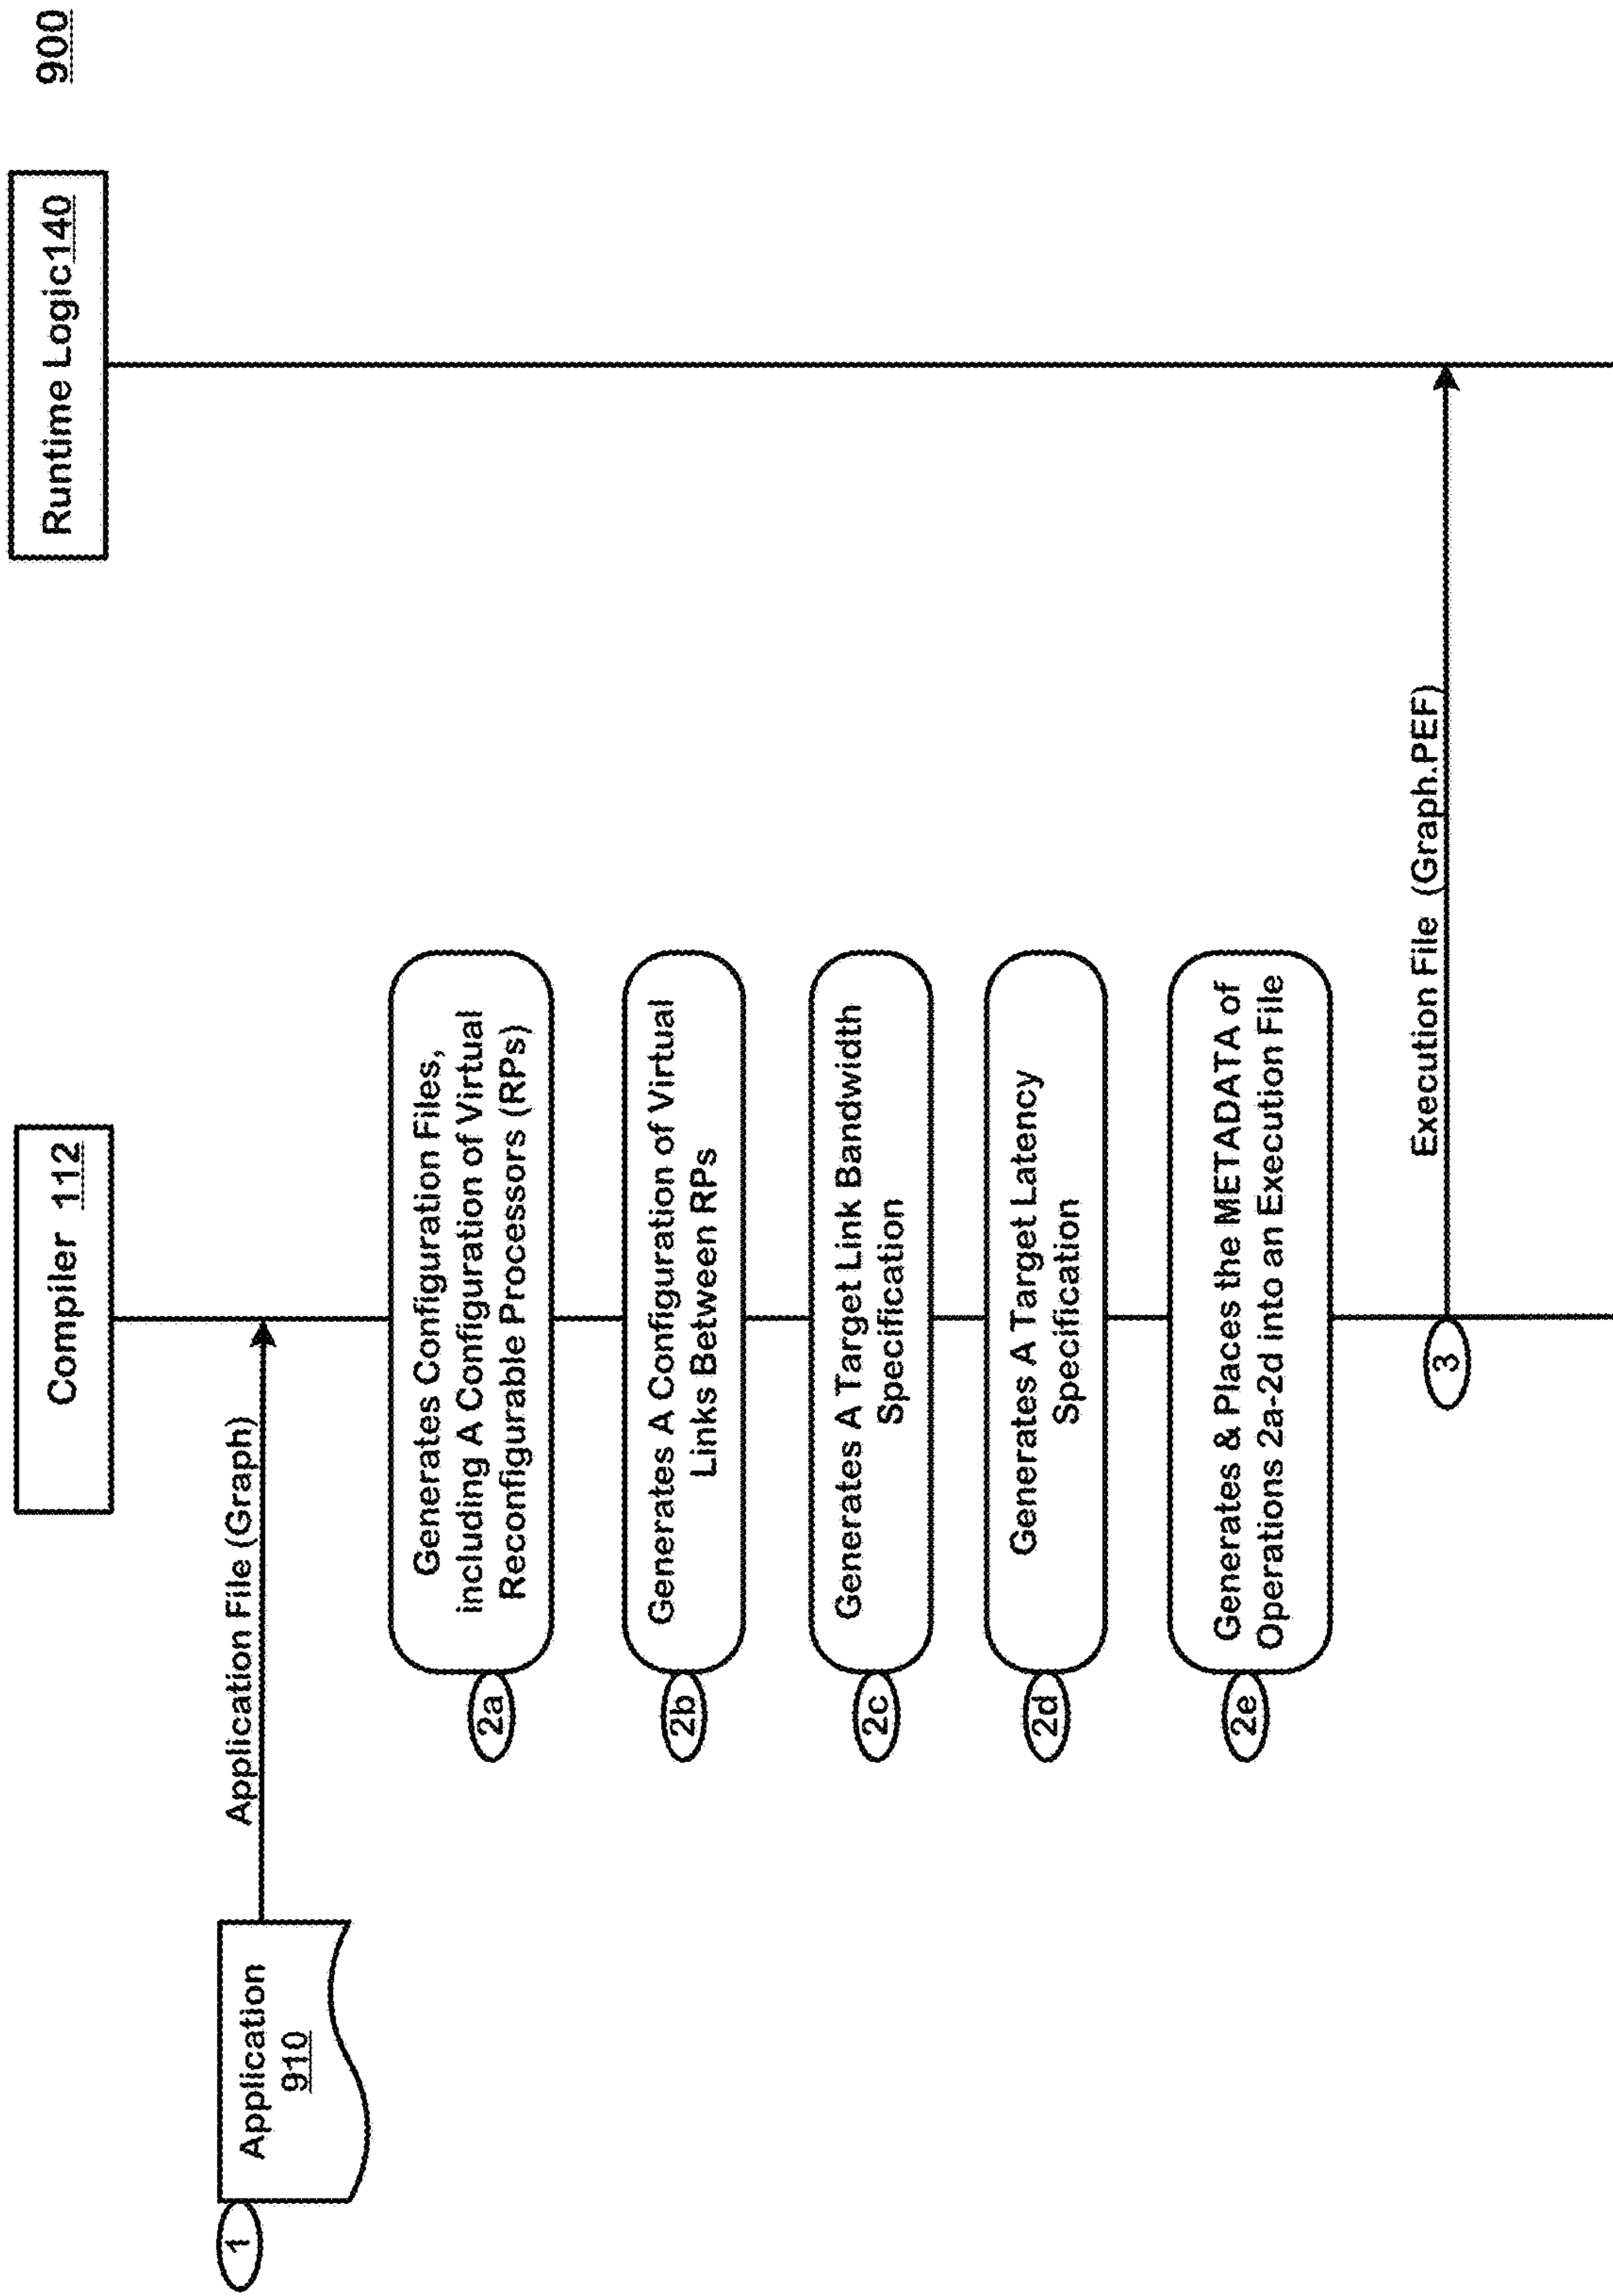 900
Compiler 112
Runtime Logic140
1
Application
910
Application File (Graph)
2a
Generates Configuration Files,
including A Configuration of Virtual
Reconfigurable Processors (RPs)
2b
Generates A Configuration of Virtual
Links Between RPs
2c
Generates A Target Link Bandwidth
Specification
2d
Generates A Target Latency
Specification
2e
Generates & Places the METADATA of
Operations 2a-2d into an Execution File
3
Execution File (Graph.PEF)